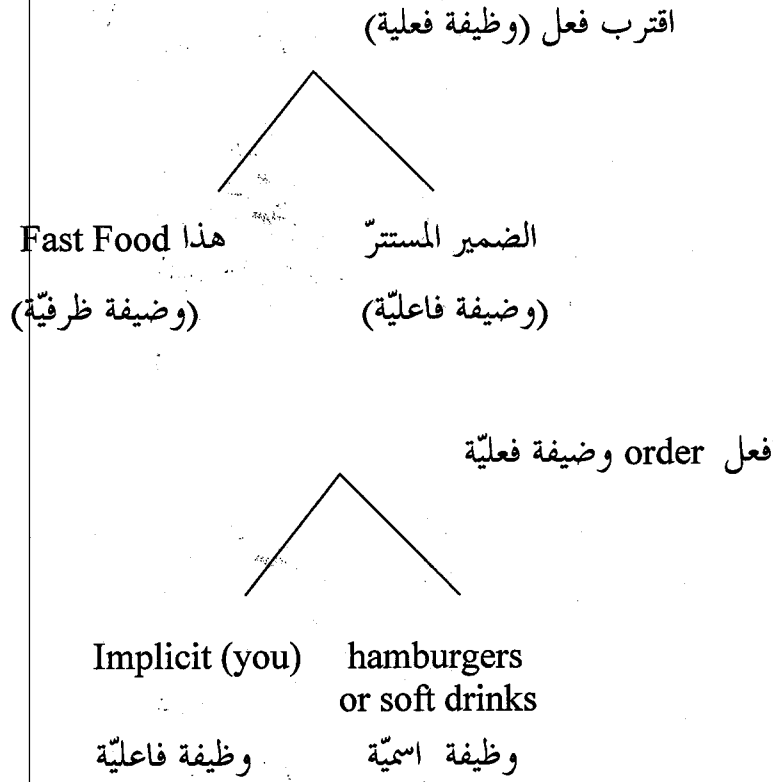 اقترب فعل (وظيفة فعلية)
الضمير المستترّ هذا Fast Food
(وضيفة فاعليّة) (وضيفة ظرفيّة)
فعل order وضيفة فعليّة
Implicit (you) hamburgers
or soft drinks
وظيفة اسميّة وظيفة فاعليّة